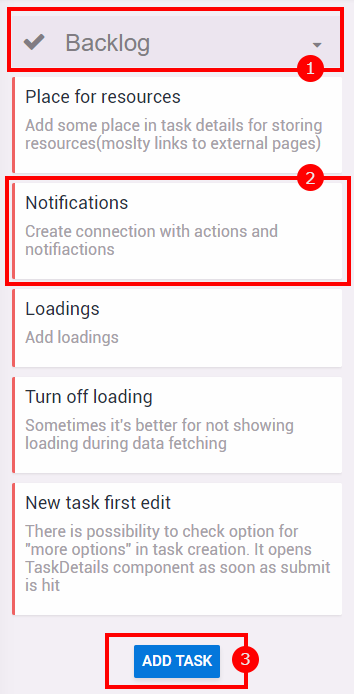 Backlog
1
Place for resources
Add some place in task details for storing
resources(moslty links to external pages)
2
Notifications
Create connection with actions and
notifiactions
Loadings
Add loadings
Turn off loading
Sometimes it's better for not showing
loading during data fetching
New task first edit
There is possibility to check option for
"more options" in task creation. It opens
TaskDetails component as soon as submit
is hit
ADD TASK
3